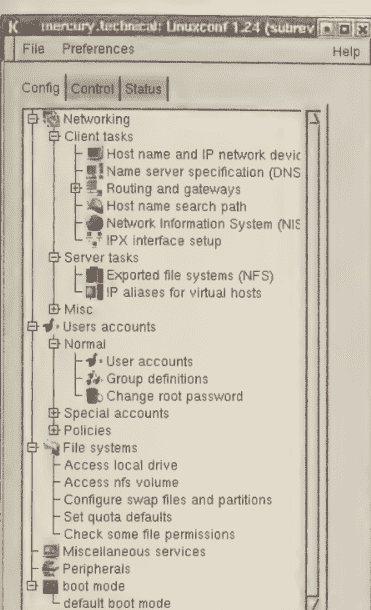 K mercury.technical: Linuxconf 1.24 (subrev
File Preferences Help
Config Control Status
Networking
Client tasks
Host name and IP network devic
Name server specification (DNS
Routing and gateways
Host name search path
Network Information System (NIS
IPX interface setup
Server tasks
Exported file systems (NFS)
IP aliases for virtual hosts
Misc
Users accounts
Normal
User accounts
Group definitions
Change root password
Special accounts
Policies
File systems
Access local drive
Access nfs volume
Configure swap files and partitions
Set quota defaults
Check some file permissions
Miscellaneous services
Peripherals
boot mode
default boot mode